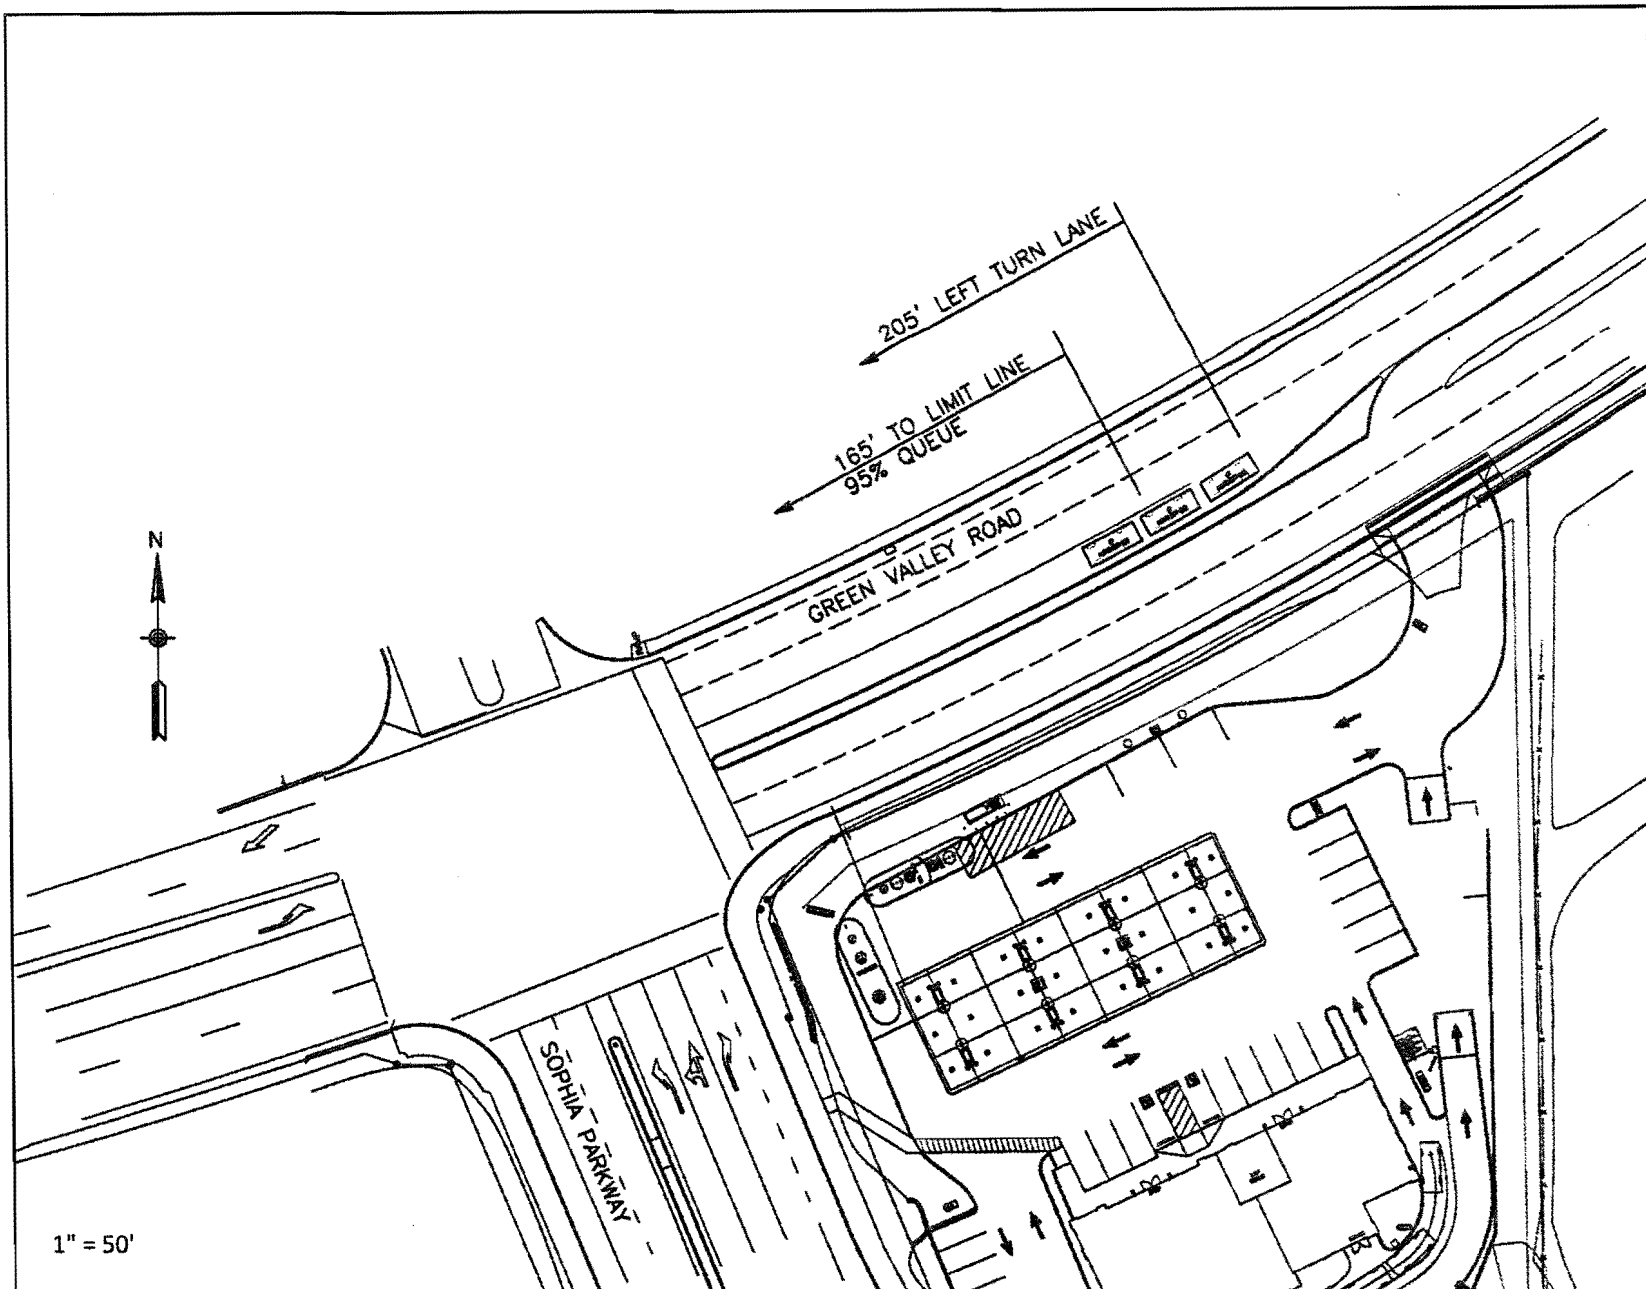 205' LEFT TURN LANE
165' TO LIMIT LINE
95% QUEUE
GREEN VALLEY ROAD
N
SOPHIA PARKWAY
1" = 50'